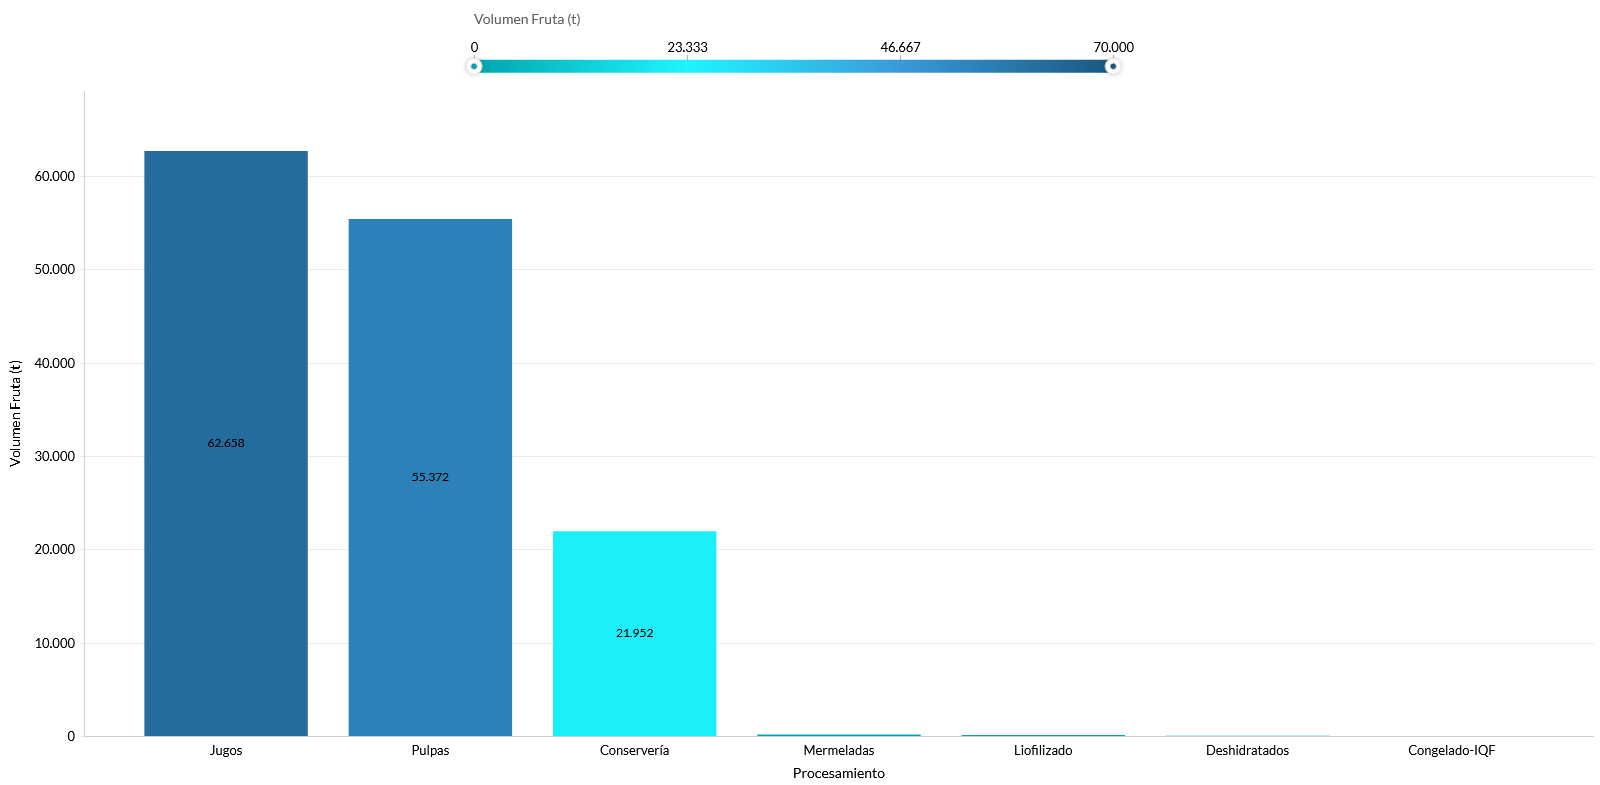 Volumen Fruta (t)
0 23.333 46.667 70.000
60.000
50.000
40.000
30.000
20.000
10.000
0
Volumen Fruta (t)
62.658
55.372
21.952
Jugos Pulpas Conservería Mermeladas Liofilizado Deshidratados Congelado-IQF
Procesamiento